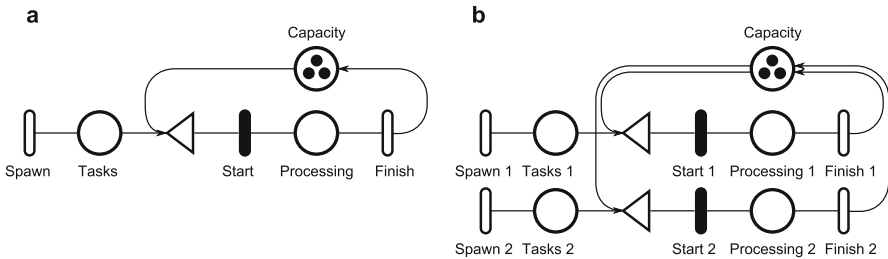 a
Capacity
Spawn Tasks Start Processing Finish
b
Capacity
Spawn 1 Tasks 1 Start 1 Processing 1 Finish 1
Spawn 2 Tasks 2 Start 2 Processing 2 Finish 2